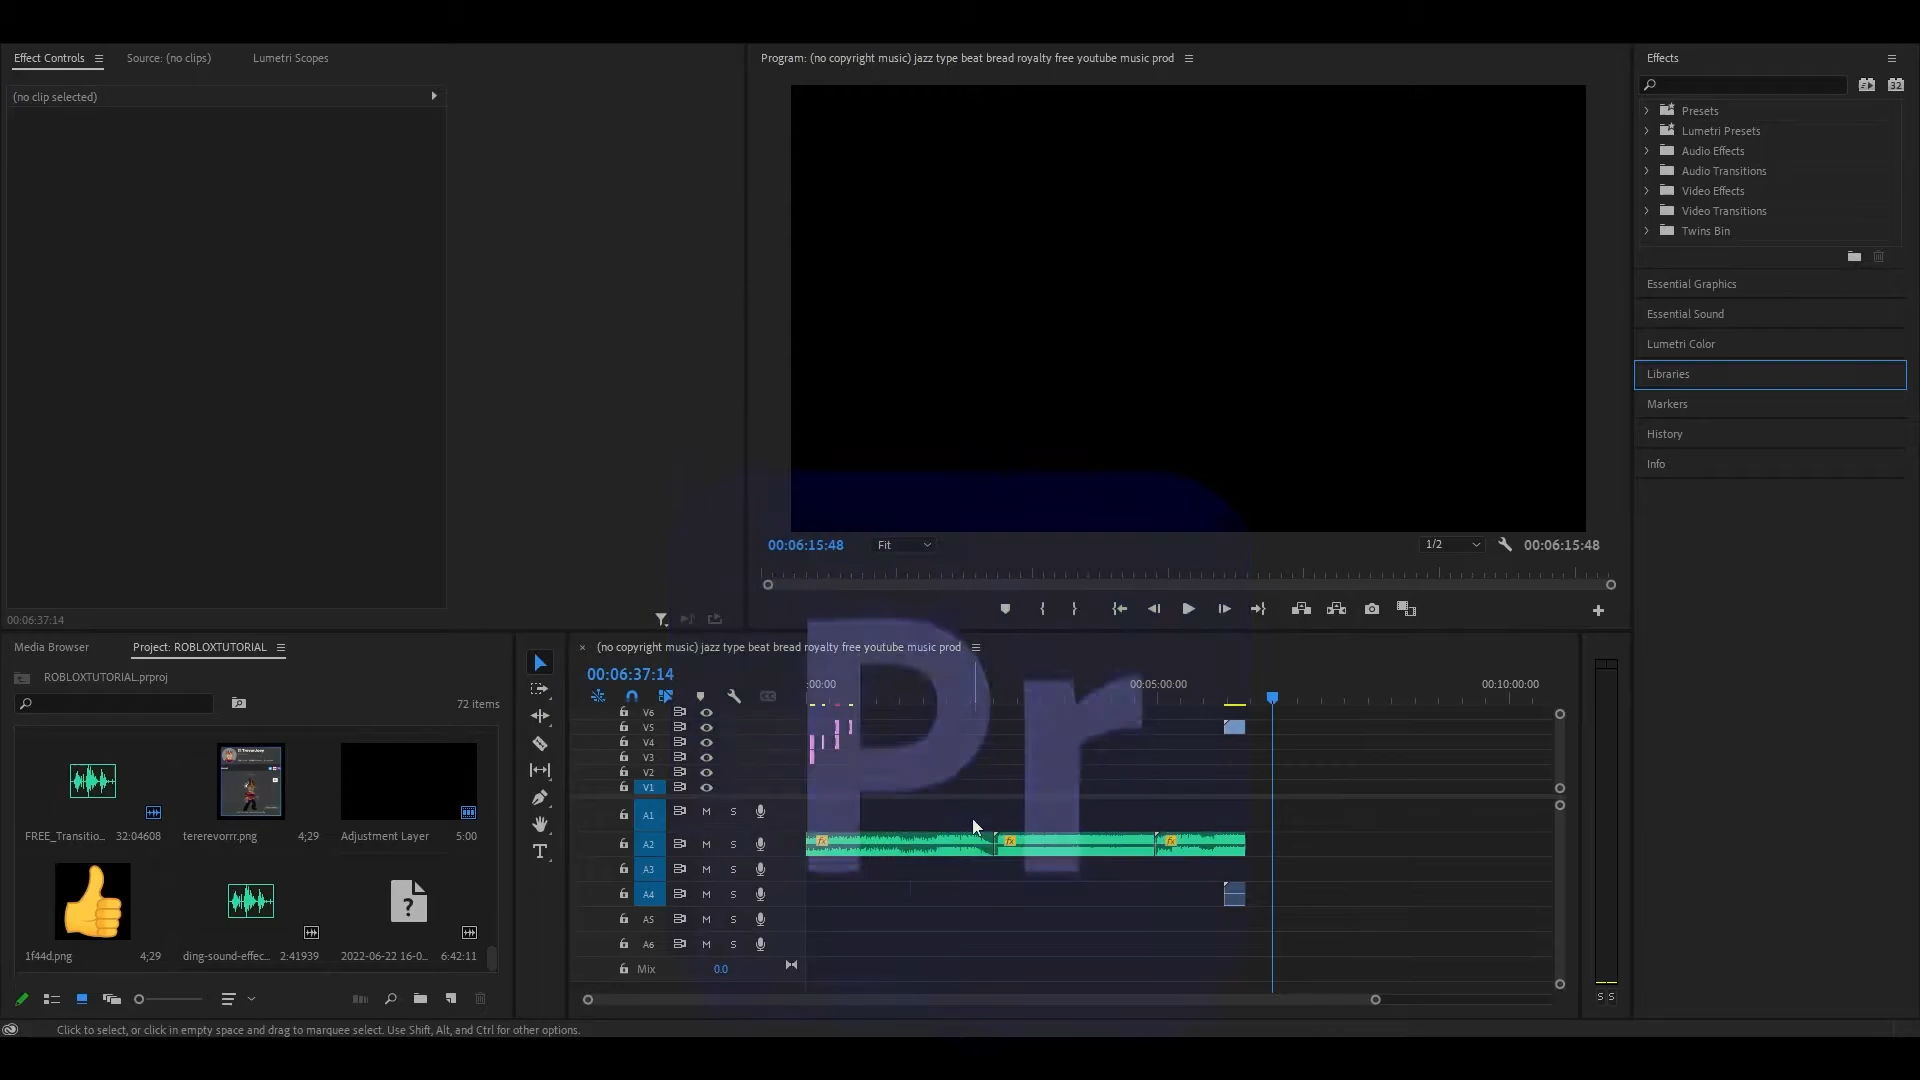 Effect Controls
Source: (no clips)
Lumetri Scopes
(no clip selected)
00:06:37:14
Program: (no copyright music) jazz type beat bread royalty free youtube music prod
00:06:15:48
Fit
1/2
00:06:15:48
Effects
32
Presets
Lumetri Presets
Audio Effects
Audio Transitions
Video Effects
Video Transitions
Twins Bin
Essential Graphics
Essential Sound
Lumetri Color
Libraries
Markers
History
Info
Media Browser
Project: ROBLOXTUTORIAL
ROBLOXTUTORIAL.prproj
72 items
FREE_Transitio... 32:04608
tererevorrr.png 4;29
Adjustment Layer 5:00
1f44d.png 4;29
ding-sound-effec... 2:41939
2022-06-22 16-0... 6:42:11
(no copyright music) jazz type beat bread royalty free youtube music prod
00:06:37:14
:00:00
00:05:00:00
00:10:00:00
V6
V5
V4
V3
V2
V1
A1 M S
A2 M S
fx fx fx
A3 M S
A4 M S
A5 M S
A6 M S
Mix 0.0
Pr
S S
Click to select, or click in empty space and drag to marquee select. Use Shift, Alt, and Ctrl for other options.